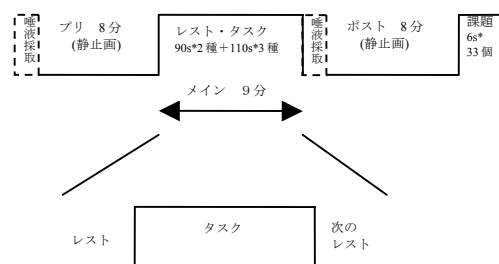 唾液採取
プリ 8分
(静止画)
レスト・タスク
90s*2種＋110s*3種
唾液採取
ポスト 8分
(静止画)
課題
6s*
33個
メイン 9分
レスト
タスク
次の
レスト